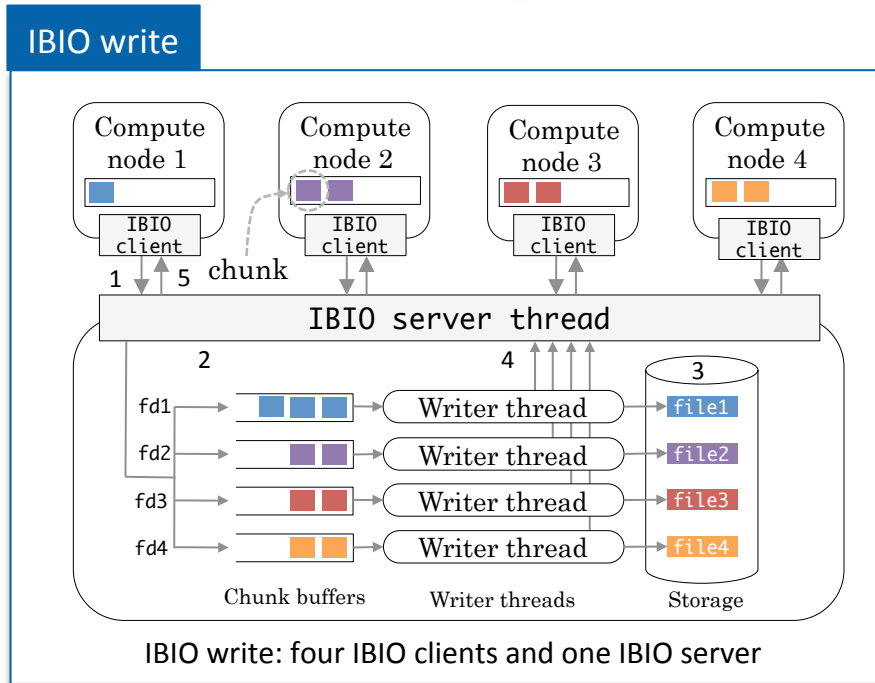 IBIO write
Compute
node 1
Compute
node 2
Compute
node 3
Compute
node 4
IBIO
client
IBIO
client
IBIO
client
IBIO
client
1
5
chunk
IBIO server thread
2
4
3
fd1
Writer thread
file1
fd2
Writer thread
file2
fd3
Writer thread
file3
fd4
Writer thread
file4
Chunk buffers
Writer threads
Storage
IBIO write: four IBIO clients and one IBIO server